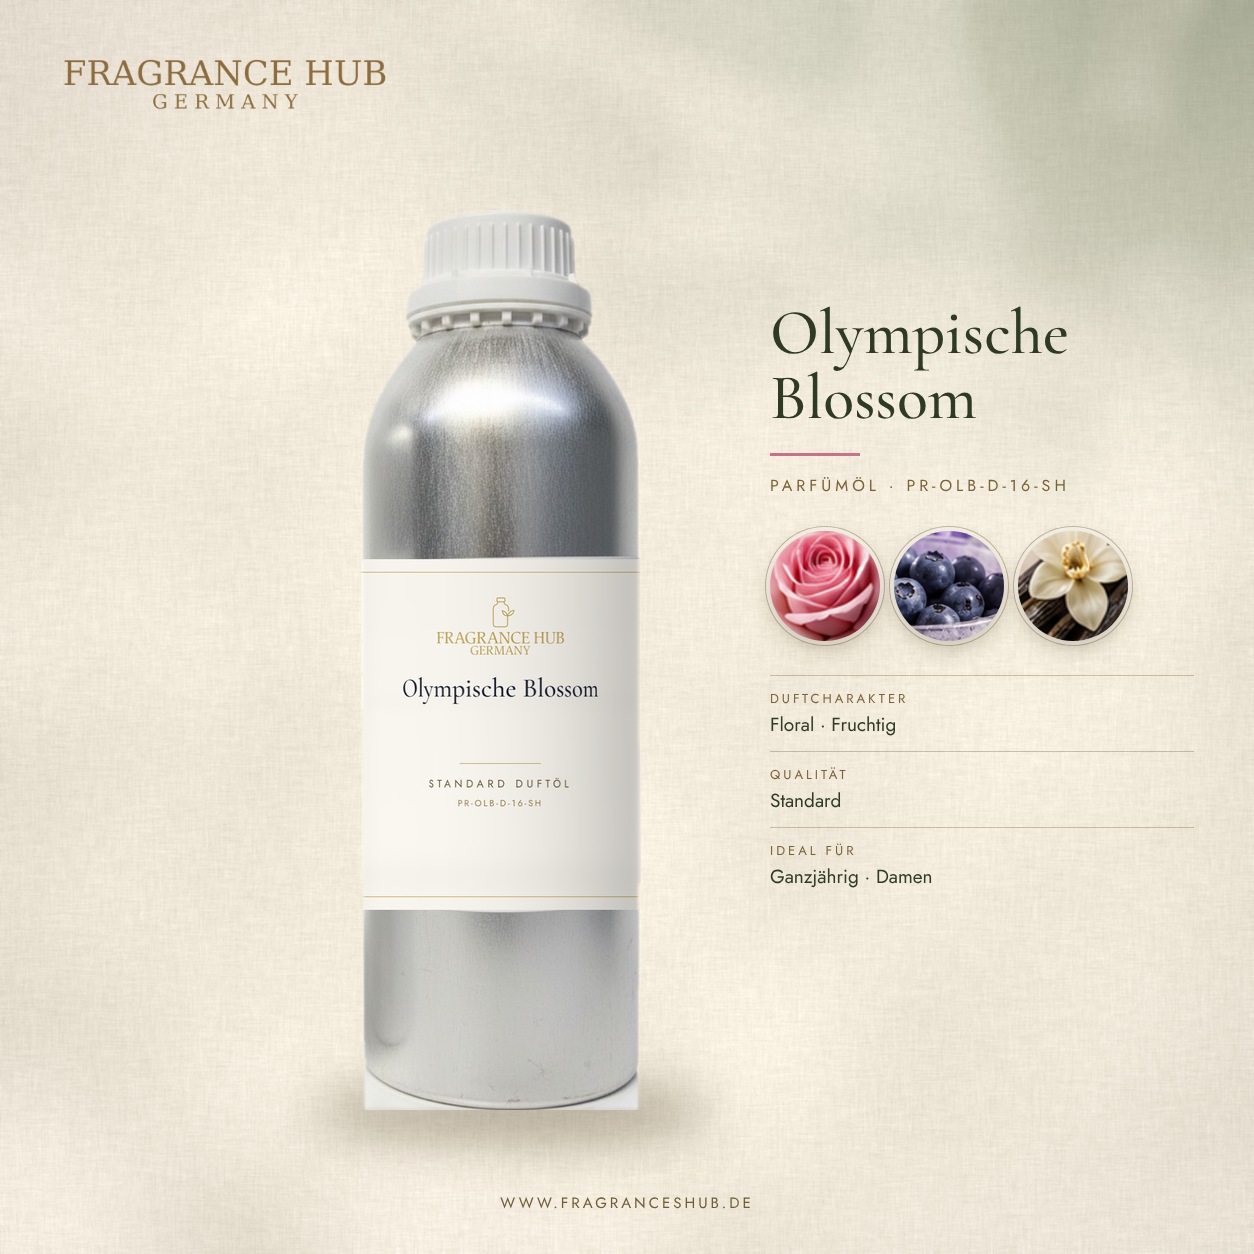 FRAGRANCE HUB
GERMANY
Olympische
Blossom
PARFÜMÖL · PR-OLB-D-16-SH
FRAGRANCE HUB
GERMANY
Olympische Blossom
STANDARD DUFTÖL
PR-OLB-D-16-SH
DUFTCHARAKTER
Floral · Fruchtig
QUALITÄT
Standard
IDEAL FÜR
Ganzjährig · Damen
WWW.FRAGRANCESHUB.DE